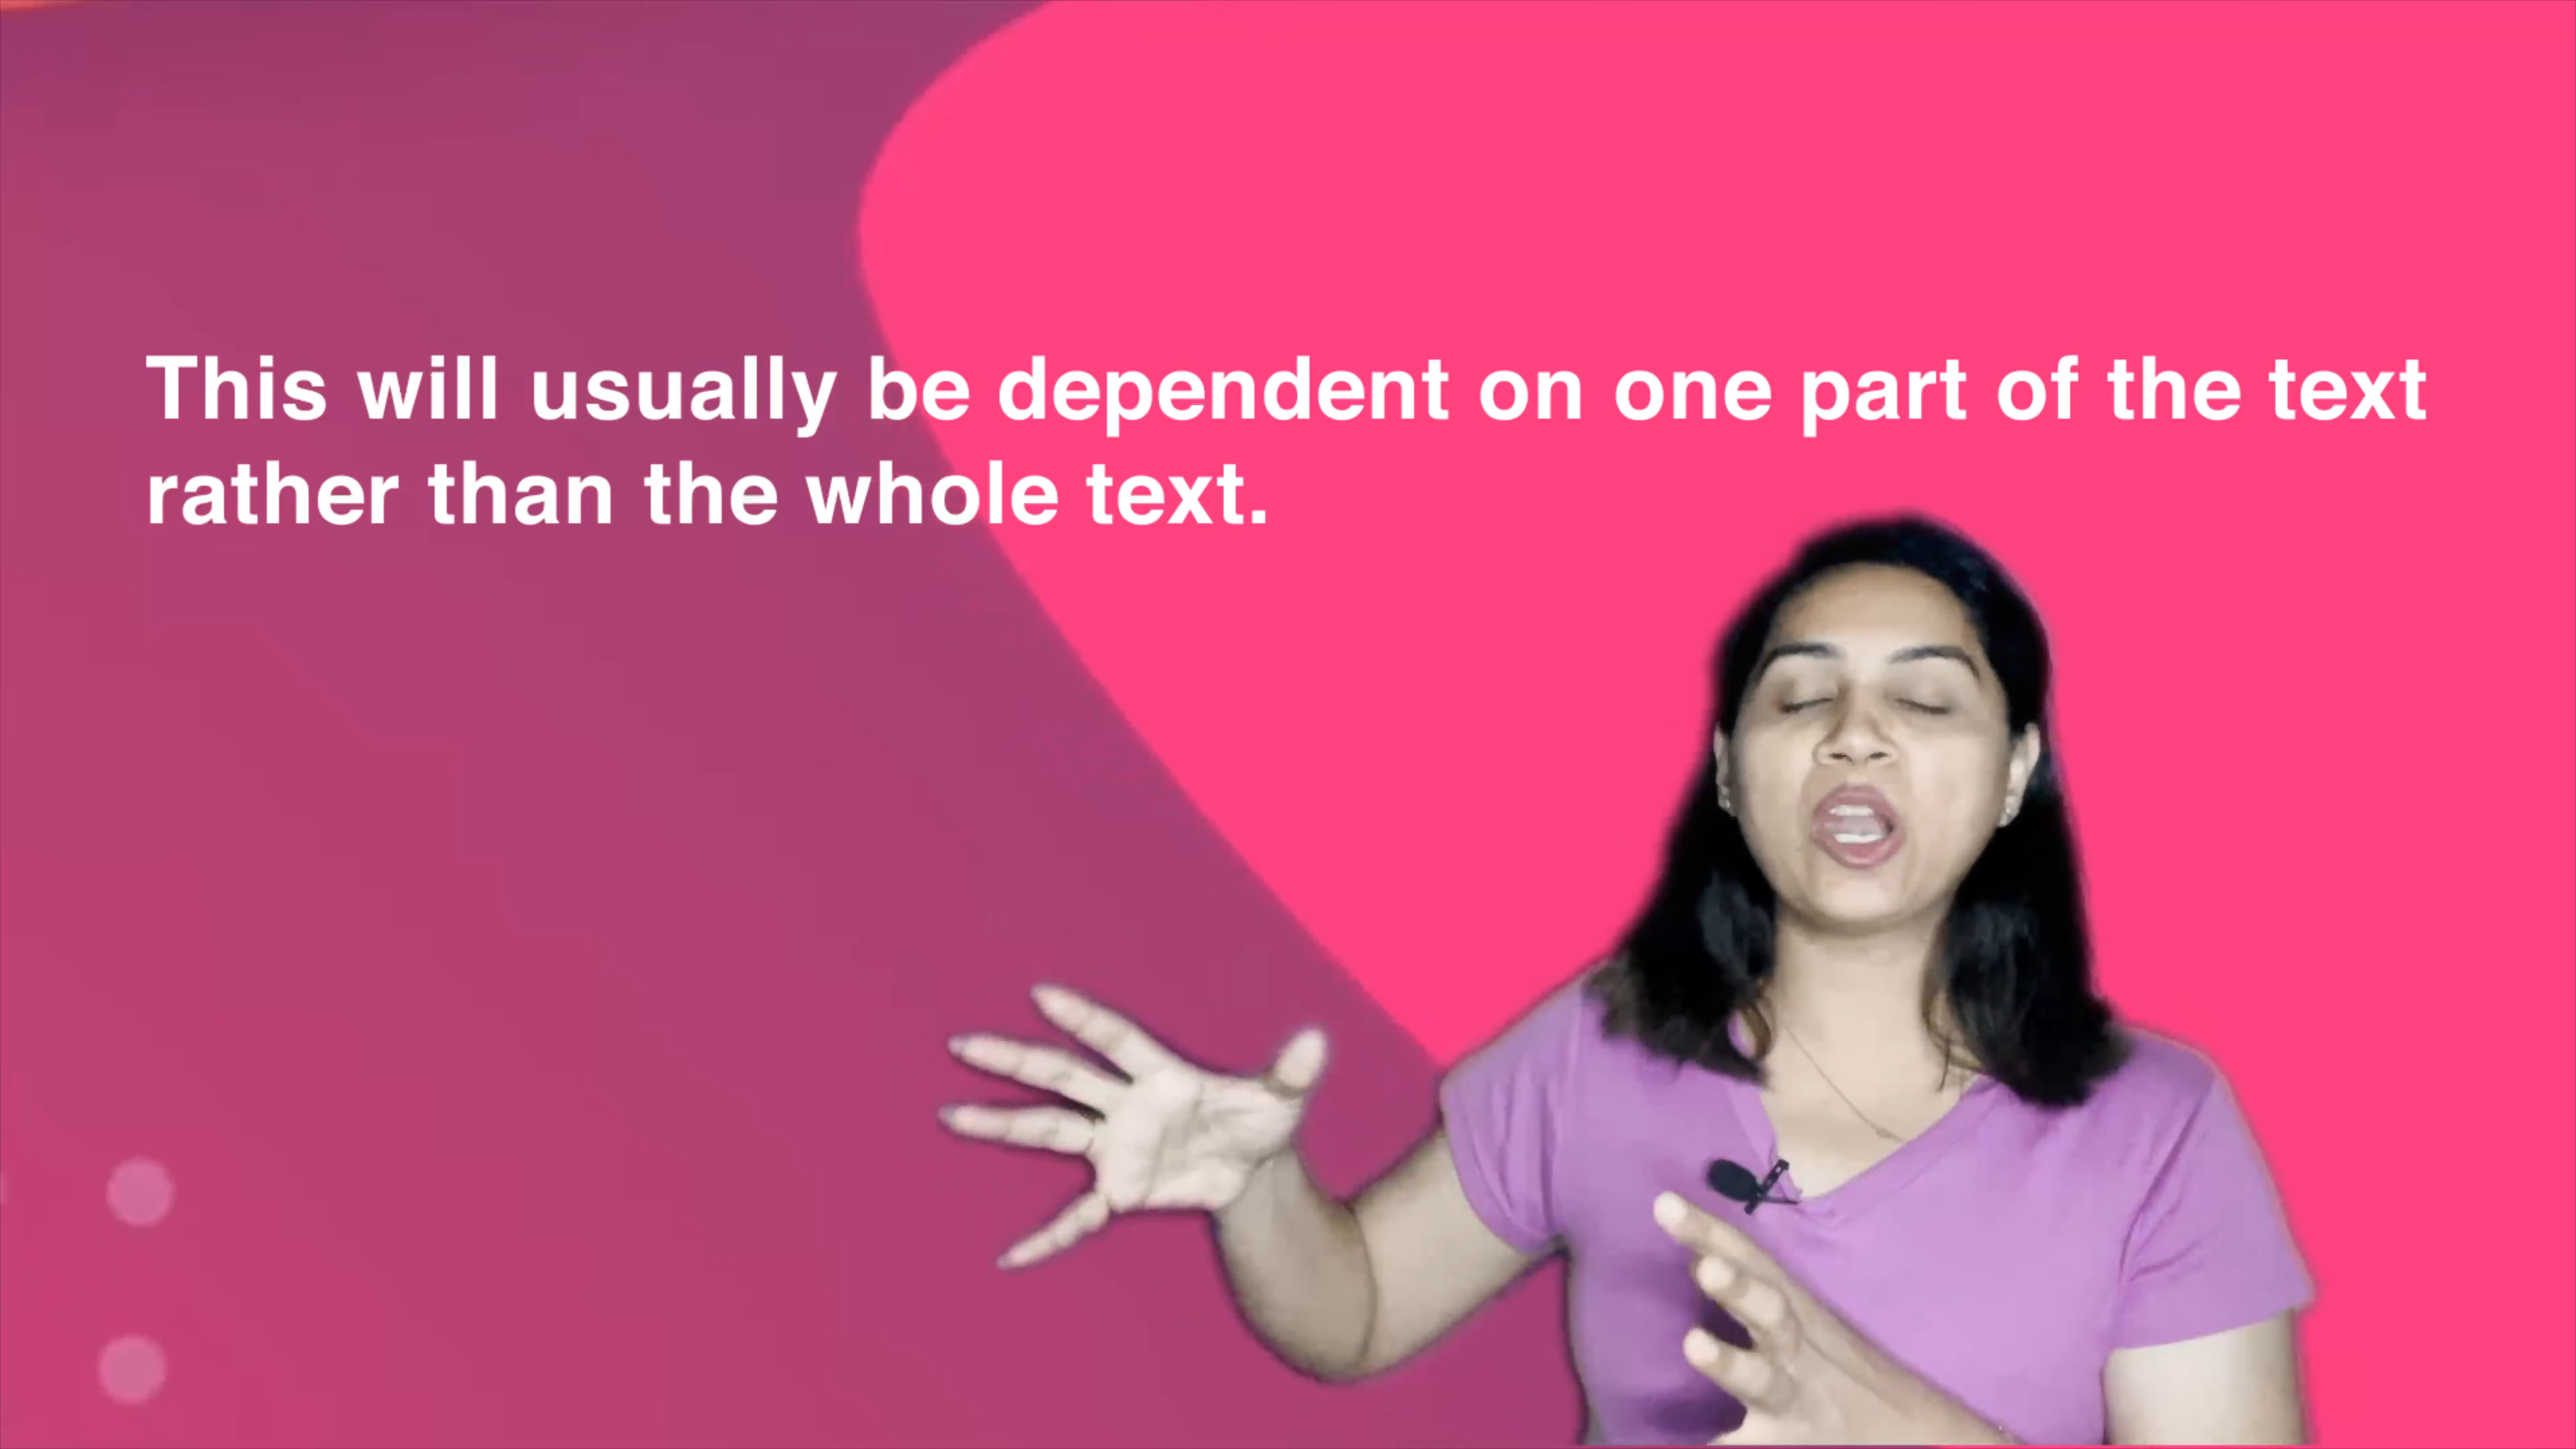 This will usually be dependent on one part of the text
rather than the whole text.